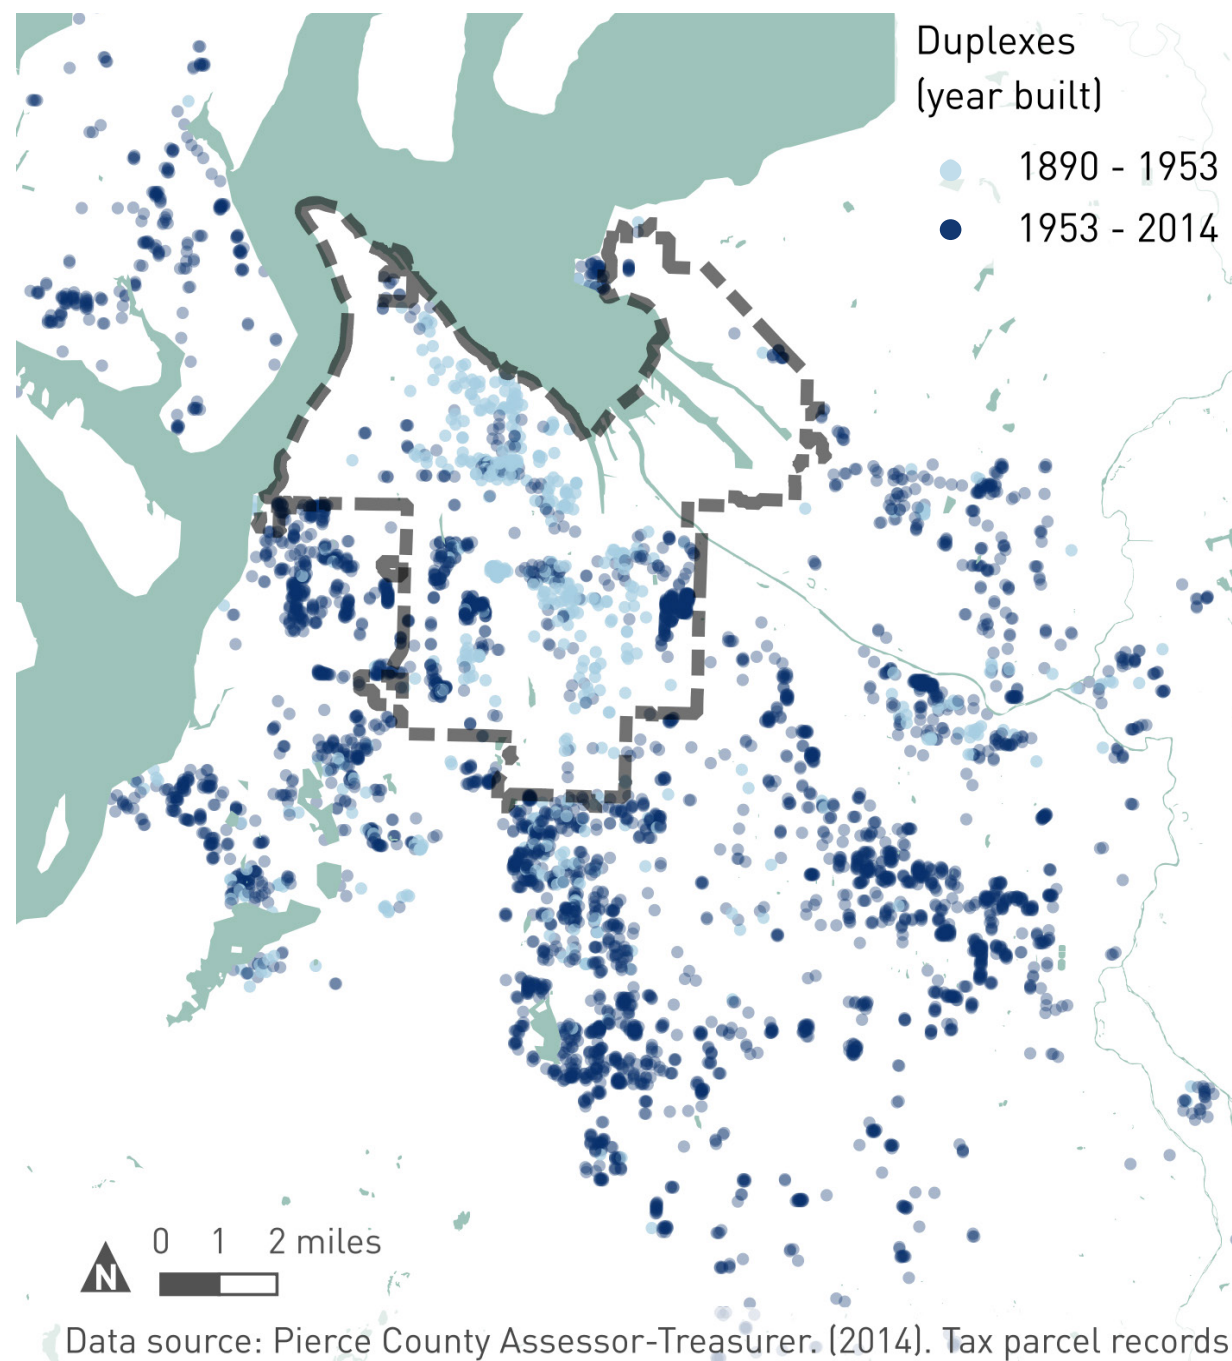 Duplexes
(year built)
1890 - 1953
1953 - 2014
0 1 2 miles
N
Data source: Pierce County Assessor-Treasurer. (2014). Tax parcel records